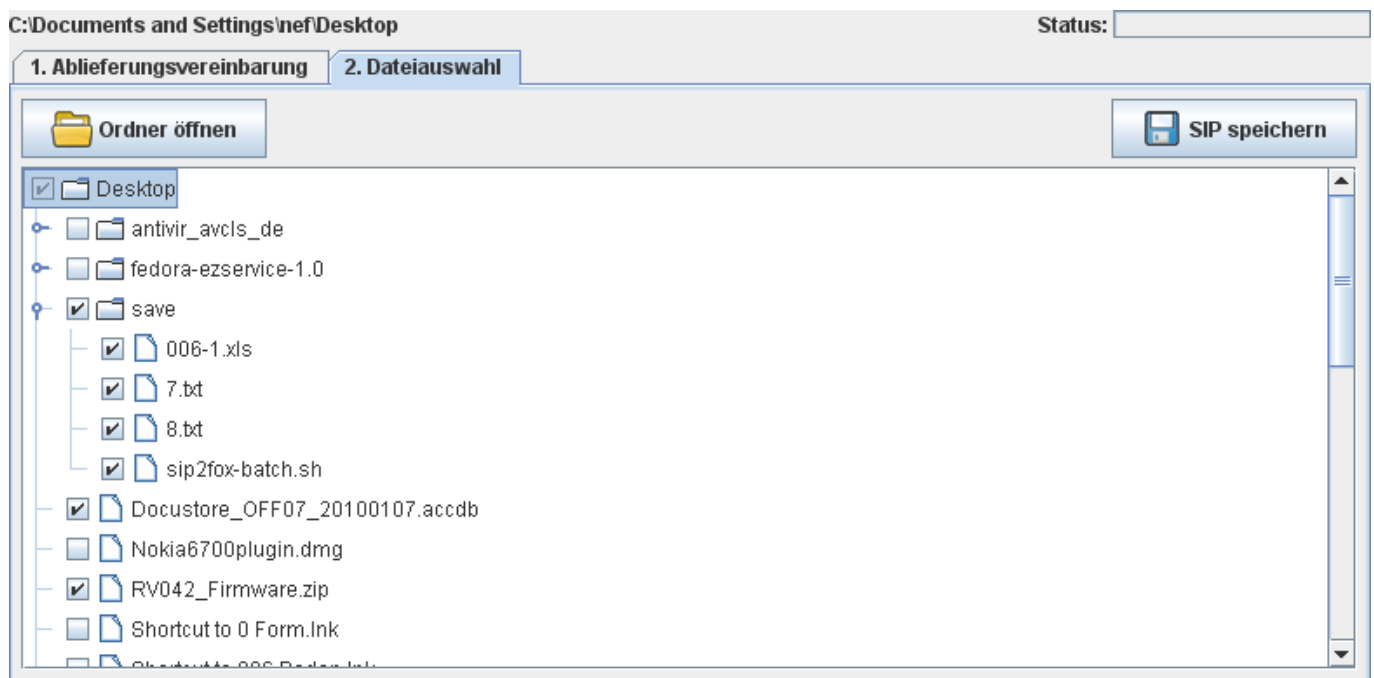 C:\Documents and Settings\nef\Desktop Status:
1. Ablieferungsvereinbarung 2. Dateiauswahl
Ordner öffnen SIP speichern
Desktop
antivir_avcls_de
fedora-ezservice-1.0
save
006-1.xls
7.txt
8.txt
sip2fox-batch.sh
Docustore_OFF07_20100107.accdb
Nokia6700plugin.dmg
RV042_Firmware.zip
Shortcut to 0 Form.lnk